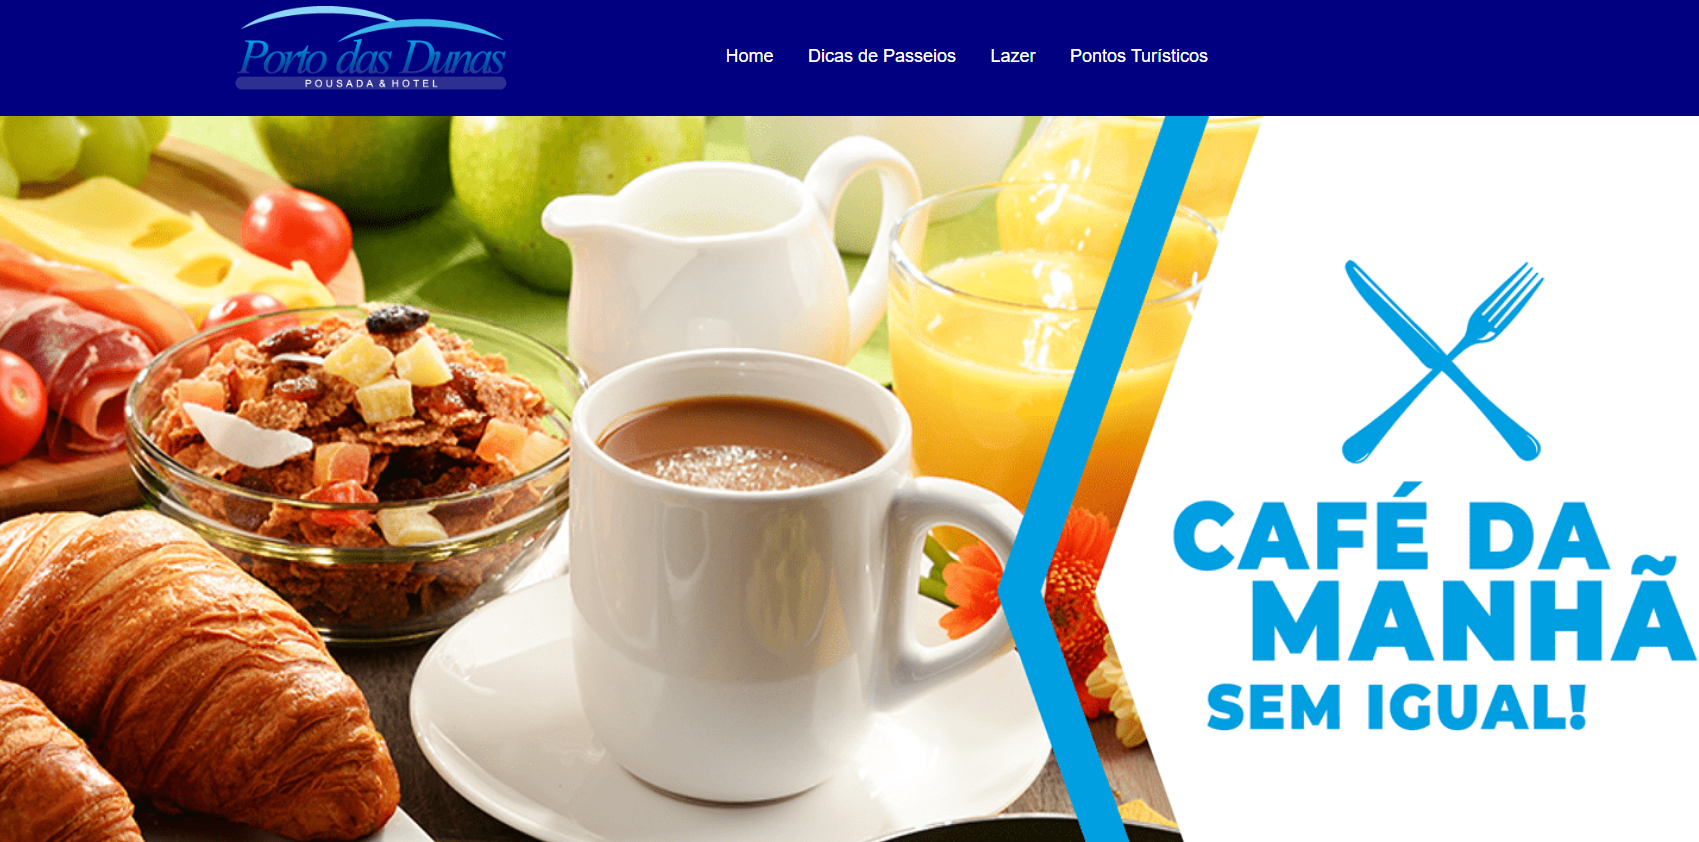 Porto das Dunas
POUSADA & HOTEL
Home Dicas de Passeios Lazer Pontos Turísticos
CAFÉ DA
MANHÃ
SEM IGUAL!